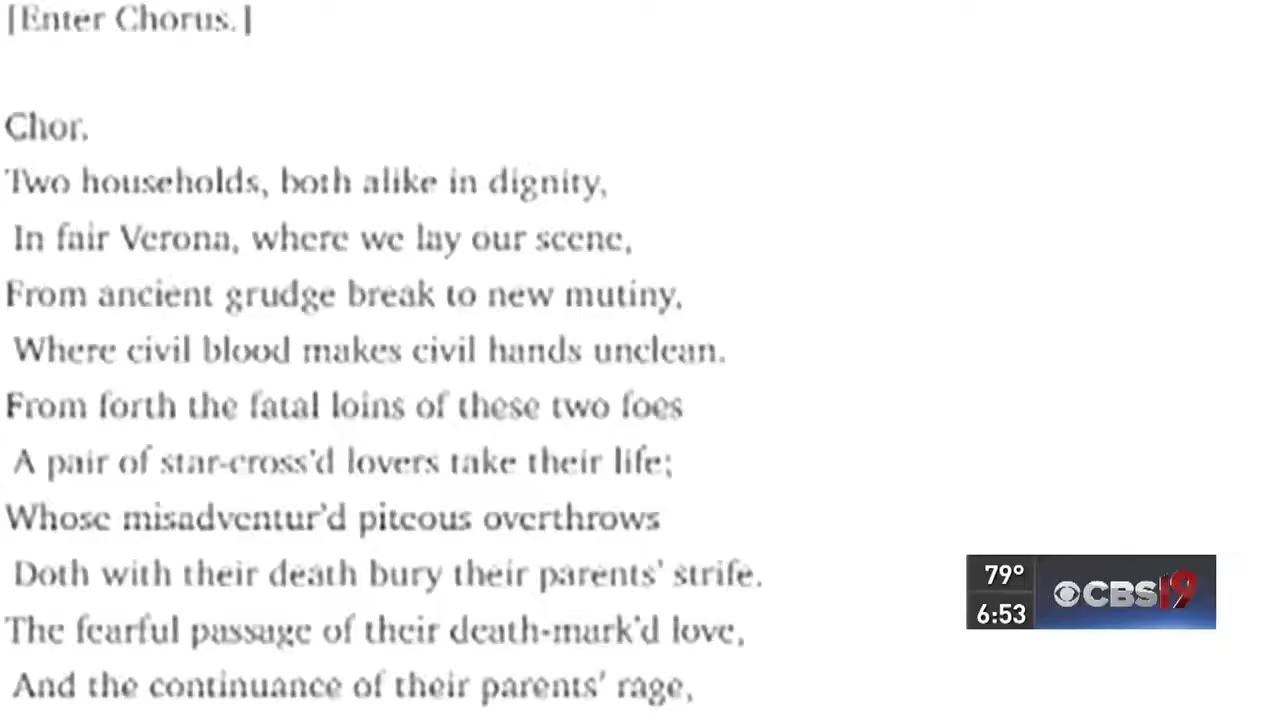 [Enter Chorus.]
Chor.
Two households, both alike in dignity,
In fair Verona, where we lay our scene,
From ancient grudge break to new mutiny,
Where civil blood makes civil hands unclean.
From forth the fatal loins of these two foes
A pair of star-cross'd lovers take their life;
Whose misadventur'd piteous overthrows
Doth with their death bury their parents' strife.
The fearful passage of their death-mark'd love,
And the continuance of their parents' rage,
79°
6:53
CBS19